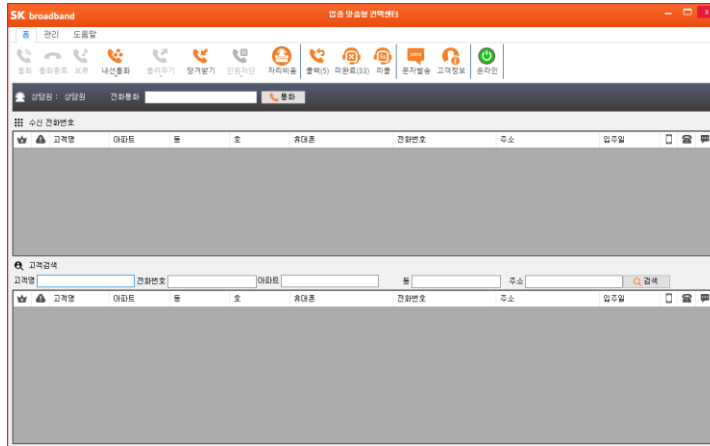 SK broadband 업종 맞춤형 컨택센터
홈 관리 도움말
통화 통화종료 보류 내선통화 돌려주기 당겨받기 민원차단 자리비움 콜백(5) 미완료(33) 리콜 문자발송 고객정보 온라인
상담원 : 상담원 전화통화 통화
수신 전화번호
고객명 아파트 동 호 휴대폰 전화번호 주소 입주일
고객검색
고객명 전화번호 아파트 동 주소 검색
고객명 아파트 동 호 휴대폰 전화번호 주소 입주일